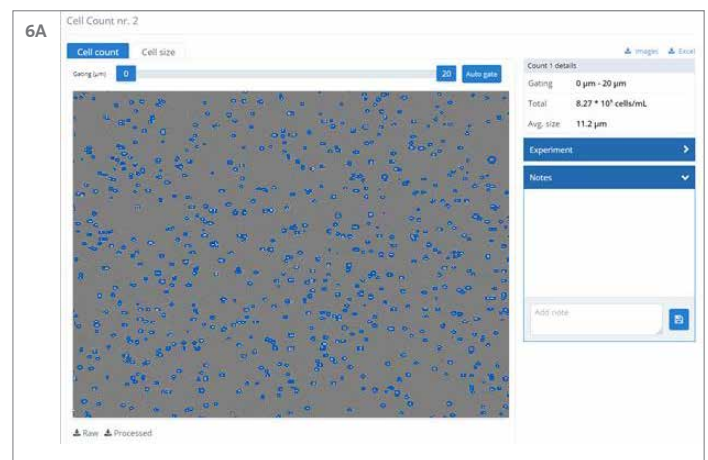 6A
Cell Count nr. 2
Cell count Cell size
Images Excel
Gating (µm) 0 20 Auto gate
Count 1 details
Gating 0 µm - 20 µm
Total 8.27 * 10⁵ cells/mL
Avg. size 11.2 µm
Experiment
Notes
Add note
Raw Processed